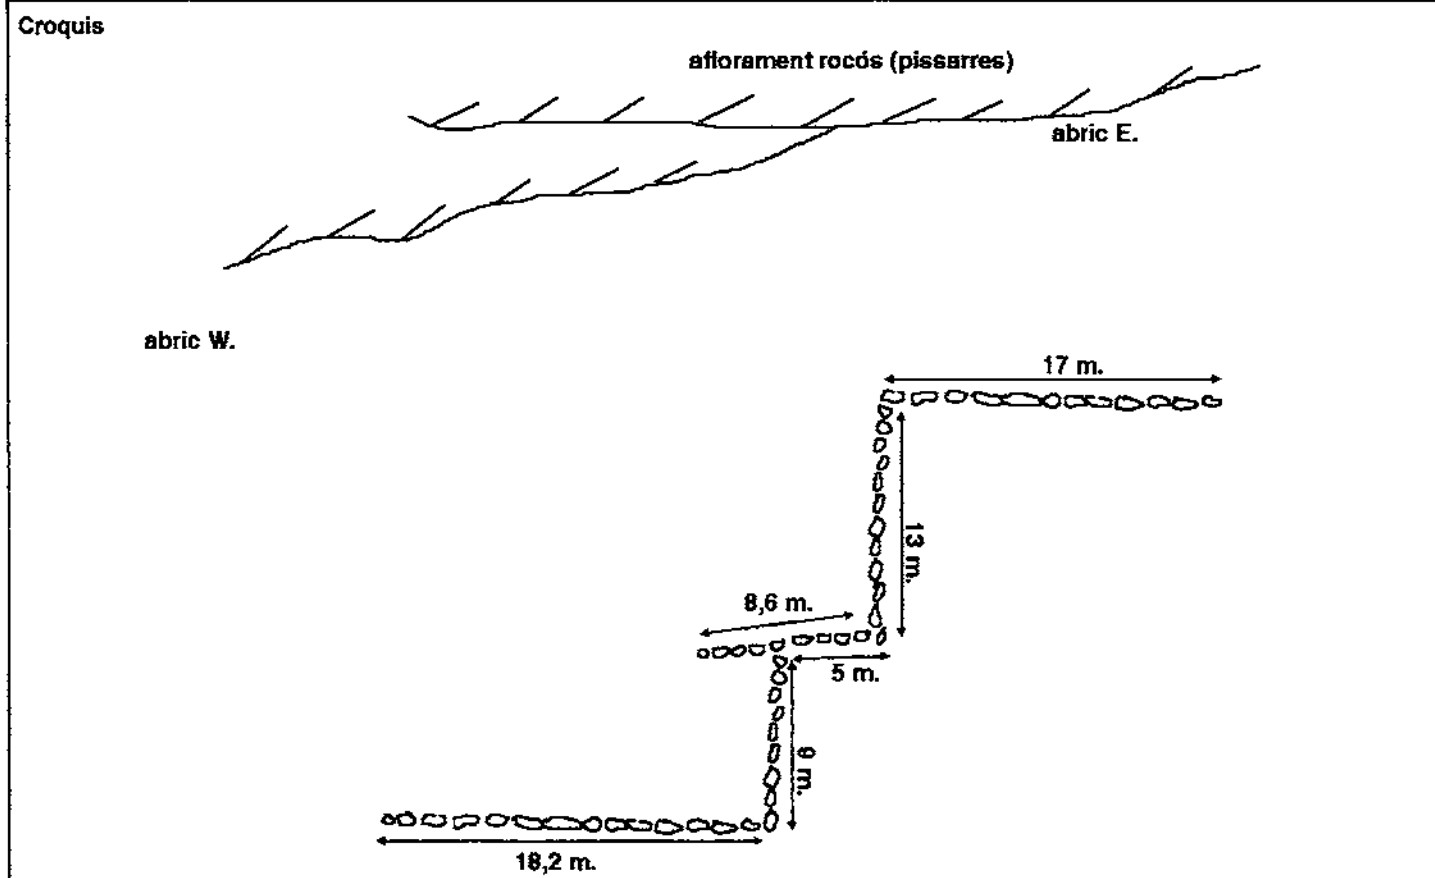 Croquis
aflorament rocós (pissarres)
abric E.
abric W.
17 m.
13 m.
8,6 m.
5 m.
9 m.
18,2 m.